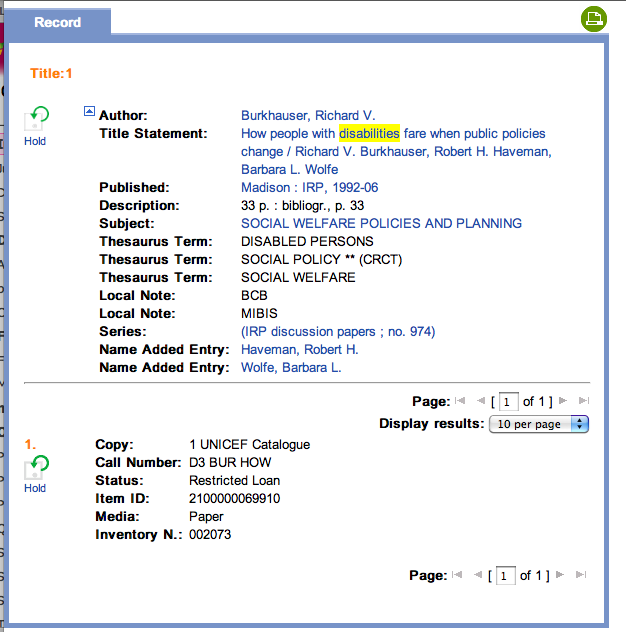 Record
Title:1
Hold
Author: Burkhauser, Richard V.
Title Statement: How people with disabilities fare when public policies
change / Richard V. Burkhauser, Robert H. Haveman,
Barbara L. Wolfe
Published: Madison : IRP, 1992-06
Description: 33 p. : bibliogr., p. 33
Subject: SOCIAL WELFARE POLICIES AND PLANNING
Thesaurus Term: DISABLED PERSONS
Thesaurus Term: SOCIAL POLICY ** (CRCT)
Thesaurus Term: SOCIAL WELFARE
Local Note: BCB
Local Note: MIBIS
Series: (IRP discussion papers ; no. 974)
Name Added Entry: Haveman, Robert H.
Name Added Entry: Wolfe, Barbara L.
Page: [ 1 of 1 ]
Display results: 10 per page
1.
Hold
Copy: 1 UNICEF Catalogue
Call Number: D3 BUR HOW
Status: Restricted Loan
Item ID: 2100000069910
Media: Paper
Inventory N.: 002073
Page: [ 1 of 1 ]